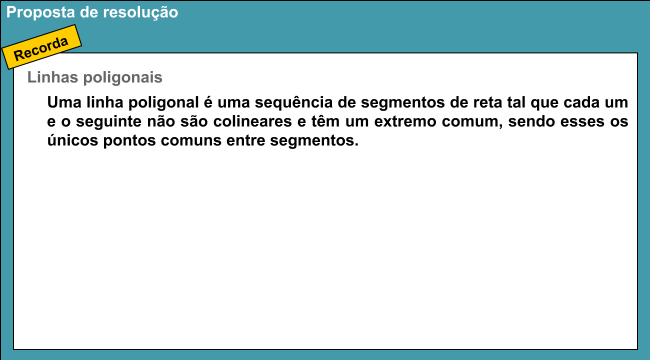 Proposta de resolução
Recorda
Linhas poligonais
Uma linha poligonal é uma sequência de segmentos de reta tal que cada um
e o seguinte não são colineares e têm um extremo comum, sendo esses os
únicos pontos comuns entre segmentos.